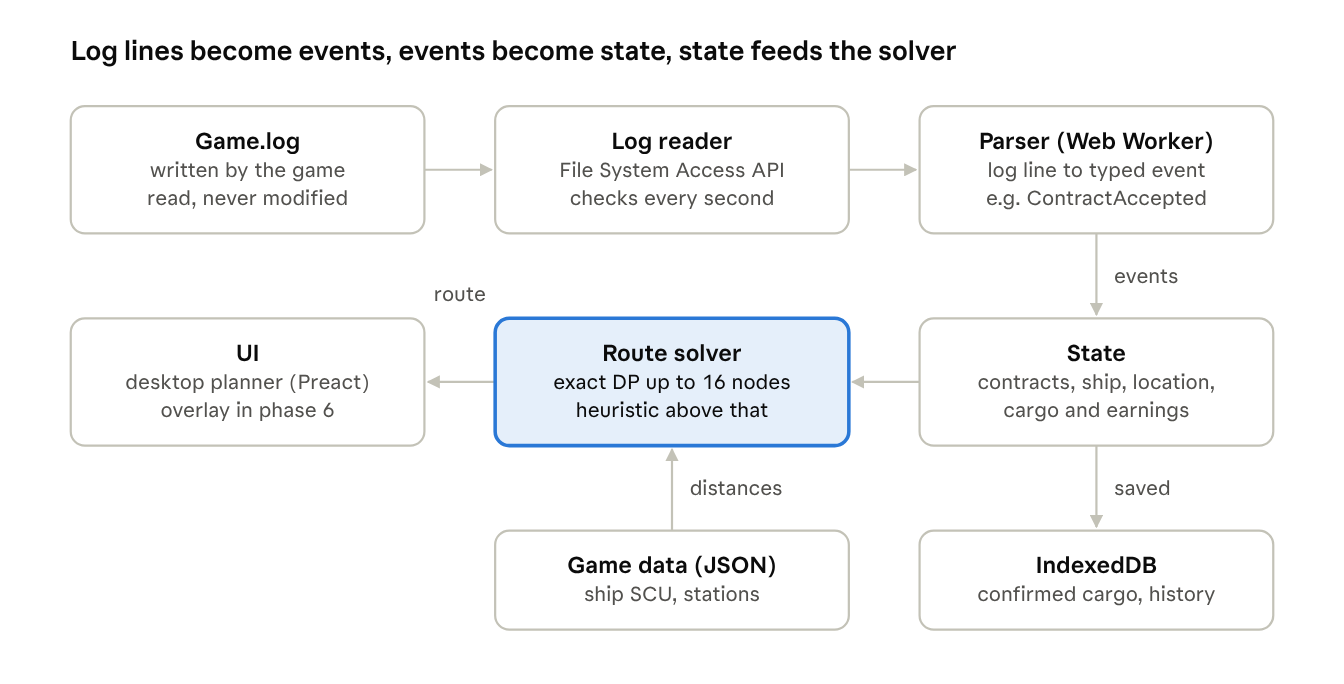 Log lines become events, events become state, state feeds the solver
Game.log
written by the game
read, never modified
Log reader
File System Access API
checks every second
Parser (Web Worker)
log line to typed event
e.g. ContractAccepted
events
route
UI
desktop planner (Preact)
overlay in phase 6
Route solver
exact DP up to 16 nodes
heuristic above that
State
contracts, ship, location,
cargo and earnings
distances
saved
Game data (JSON)
ship SCU, stations
IndexedDB
confirmed cargo, history